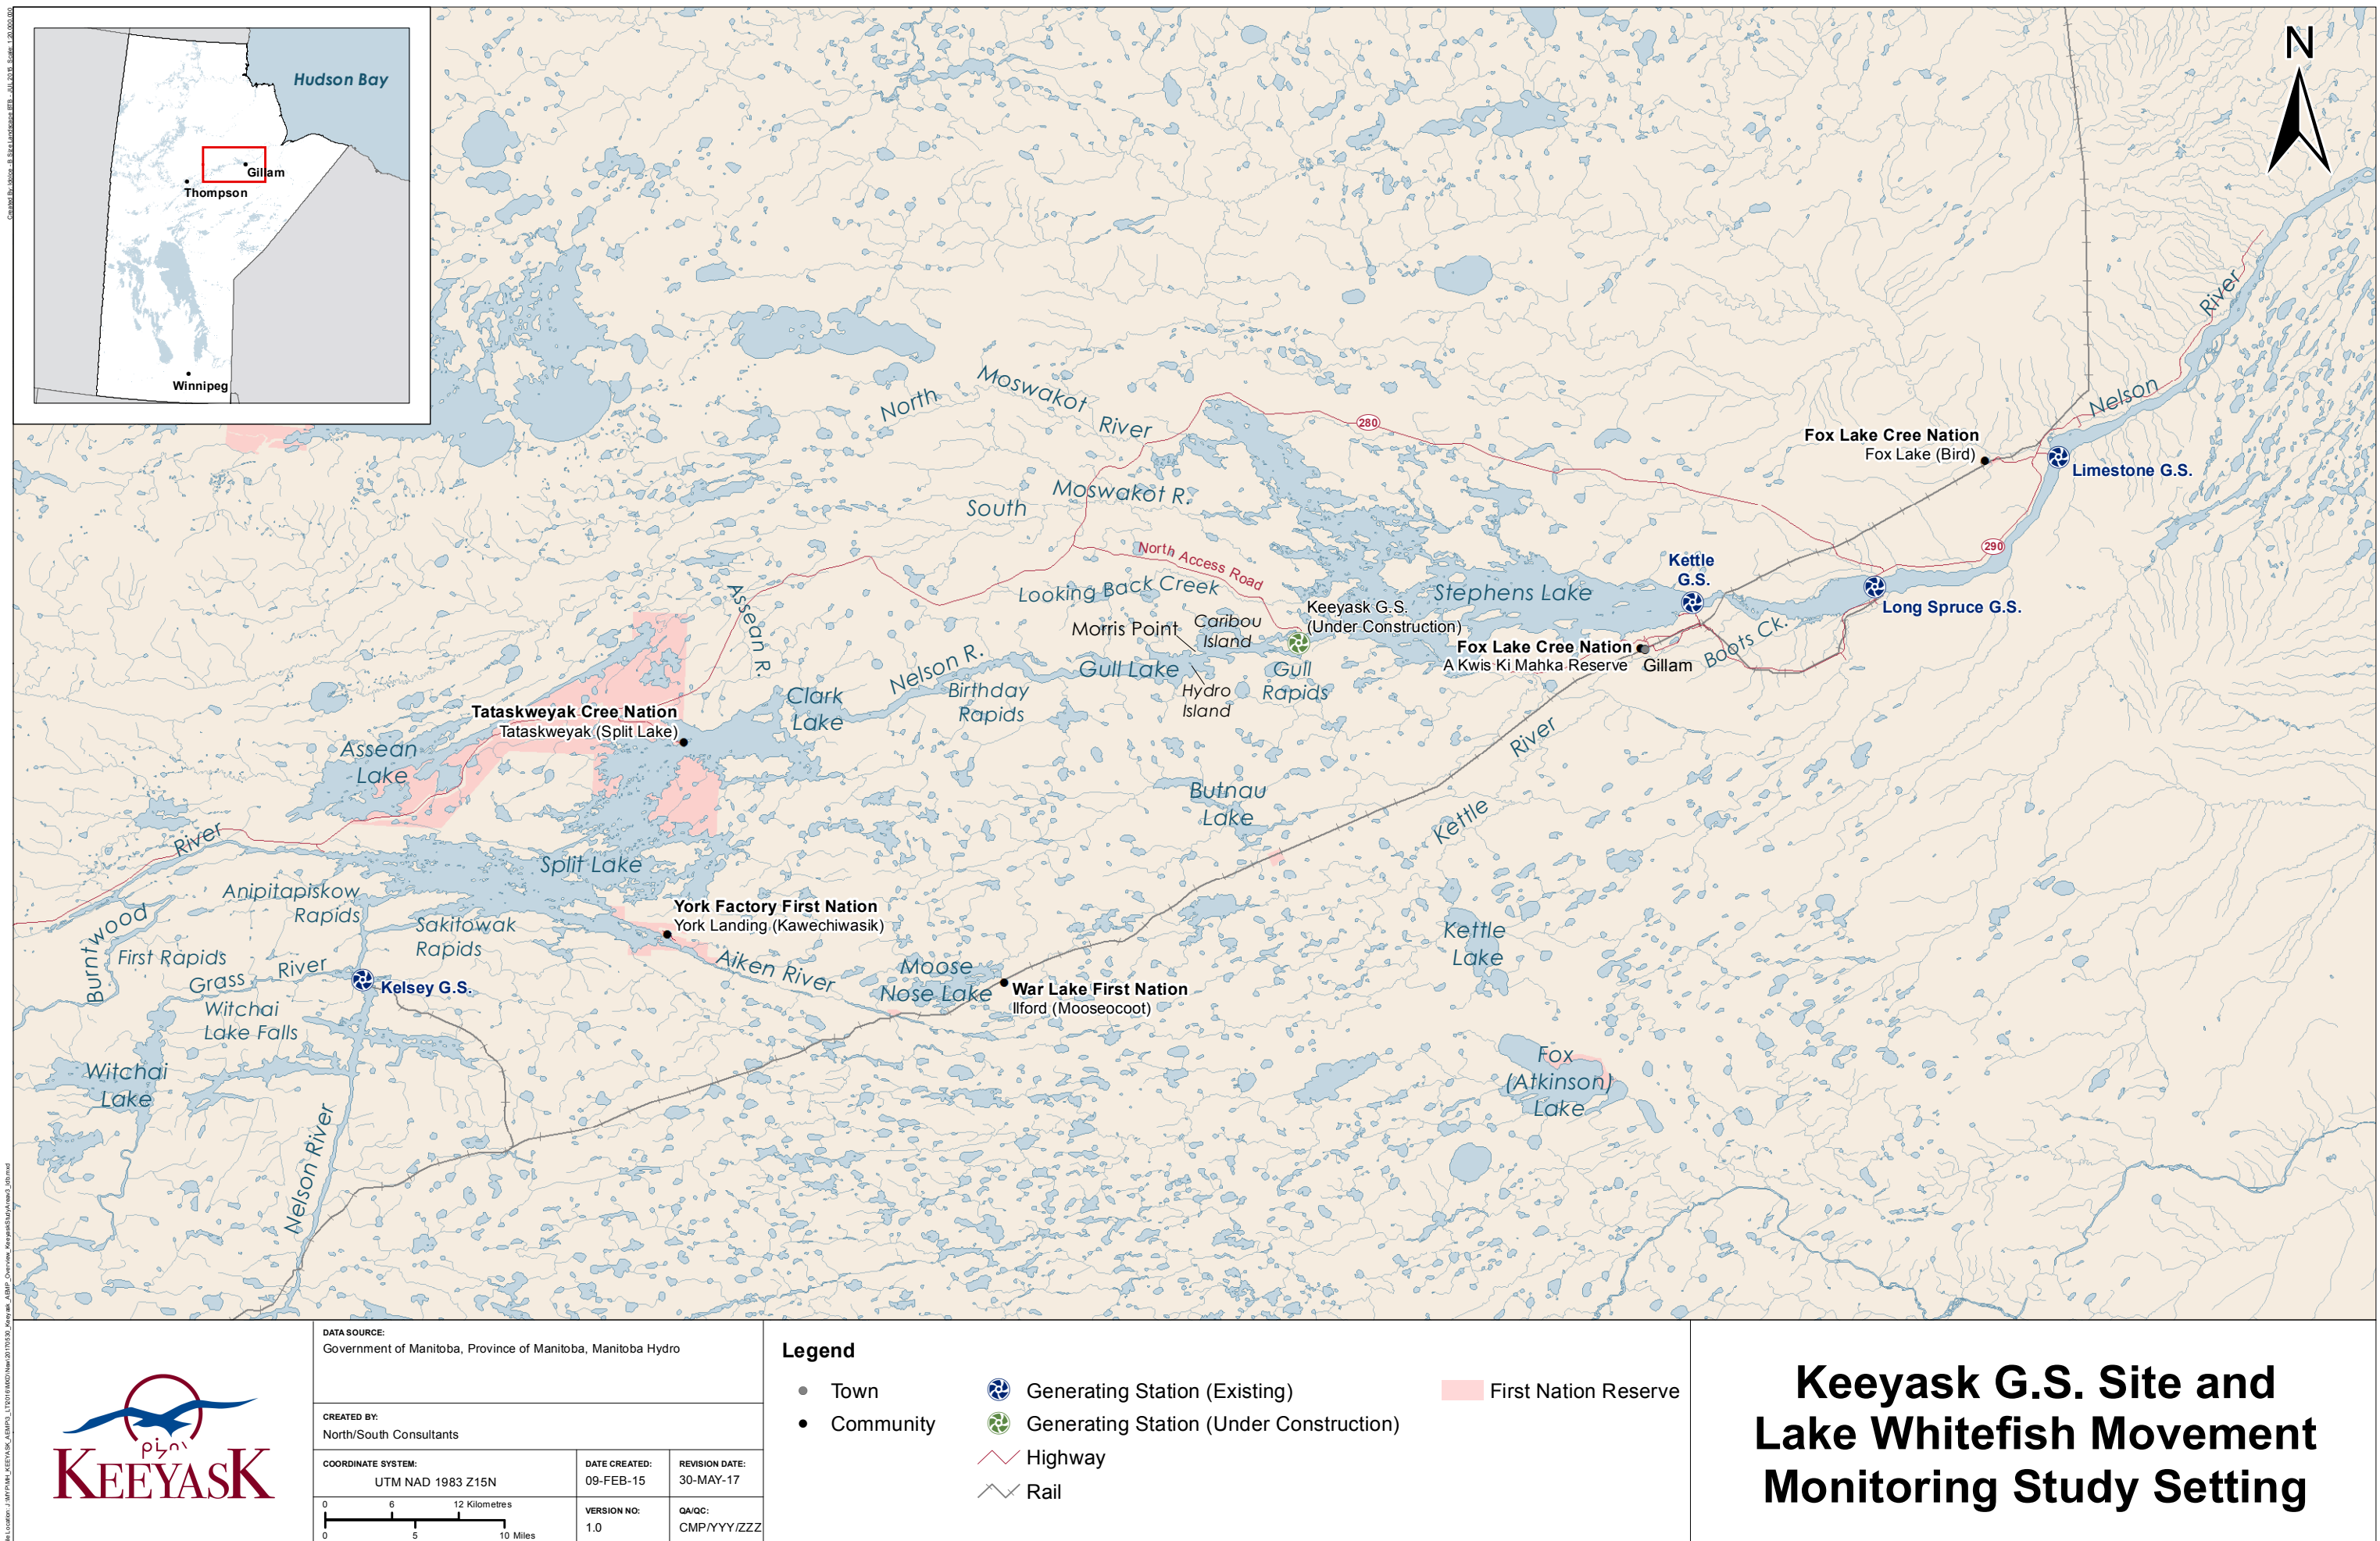 Hudson Bay
Gillam
Thompson
Winnipeg
N
North
Moswakot
River
280
South
Moswakot R.
North Access Road
Looking Back Creek
Assean R.
Morris Point
Caribou
Island
Keeyask G.S.
(Under Construction)
Stephens Lake
Kettle
G.S.
Fox Lake Cree Nation
Fox Lake (Bird)
Limestone G.S.
Nelson
River
290
Long Spruce G.S.
Fox Lake Cree Nation
A Kwis Ki Mahka Reserve
Gillam
Boots Ck.
Gull
Rapids
Gull Lake
Hydro
Island
Nelson R.
Birthday
Rapids
Clark
Lake
Tataskweyak Cree Nation
Tataskweyak (Split Lake)
Assean
Lake
River
Burntwood
Split Lake
Butnau
Lake
River
Kettle
Kettle
Lake
Anipitapiskow
Rapids
Sakitowak
Rapids
York Factory First Nation
York Landing (Kawechiwasik)
Aiken River
Moose
Nose Lake
War Lake First Nation
Ilford (Mooseocoot)
First Rapids
Grass River
Kelsey G.S.
Witchai
Lake Falls
Witchai
Lake
Nelson River
Fox
(Atkinson)
Lake
KEEYASK
DATA SOURCE:
Government of Manitoba, Province of Manitoba, Manitoba Hydro
CREATED BY:
North/South Consultants
COORDINATE SYSTEM:
UTM NAD 1983 Z15N
DATE CREATED:
09-FEB-15
REVISION DATE:
30-MAY-17
0 6 12 Kilometres
0 5 10 Miles
VERSION NO:
1.0
QA/QC:
CMP/YYY/ZZZ
Legend
Town
Community
Generating Station (Existing)
Generating Station (Under Construction)
Highway
Rail
First Nation Reserve
Keeyask G.S. Site and
Lake Whitefish Movement
Monitoring Study Setting